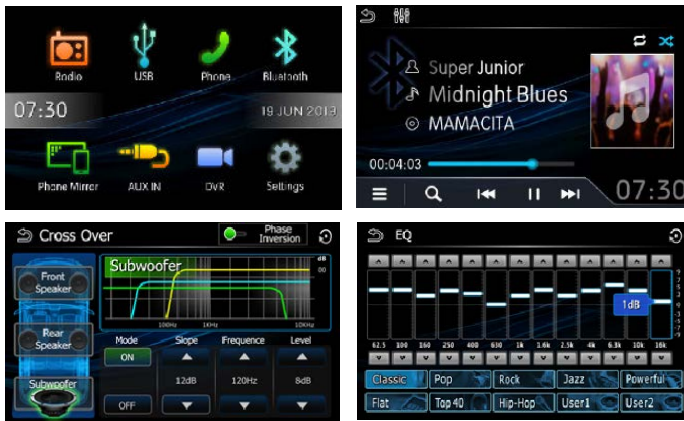 Radio
USB
Phone
Bluetooth
07:30
19 JUN 2019
Phone Mirror
AUX IN
DVR
Settings
Super Junior
Midnight Blues
MAMACITA
00:04:03
07:30
Cross Over
Phase
Inversion
Front
Speaker
Rear
Speaker
Subwoofer
Subwoofer
dB
00
100Hz 1KHz 10KHz
Mode Slope Frequence Level
ON
12dB 120Hz 8dB
OFF
EQ
1dB
62.5 100 160 250 400 630 1k 1.6k 2.5k 4k 6.3k 10k 16k
Classic Pop Rock Jazz Powerful
Flat Top 40 Hip-Hop User1 User2